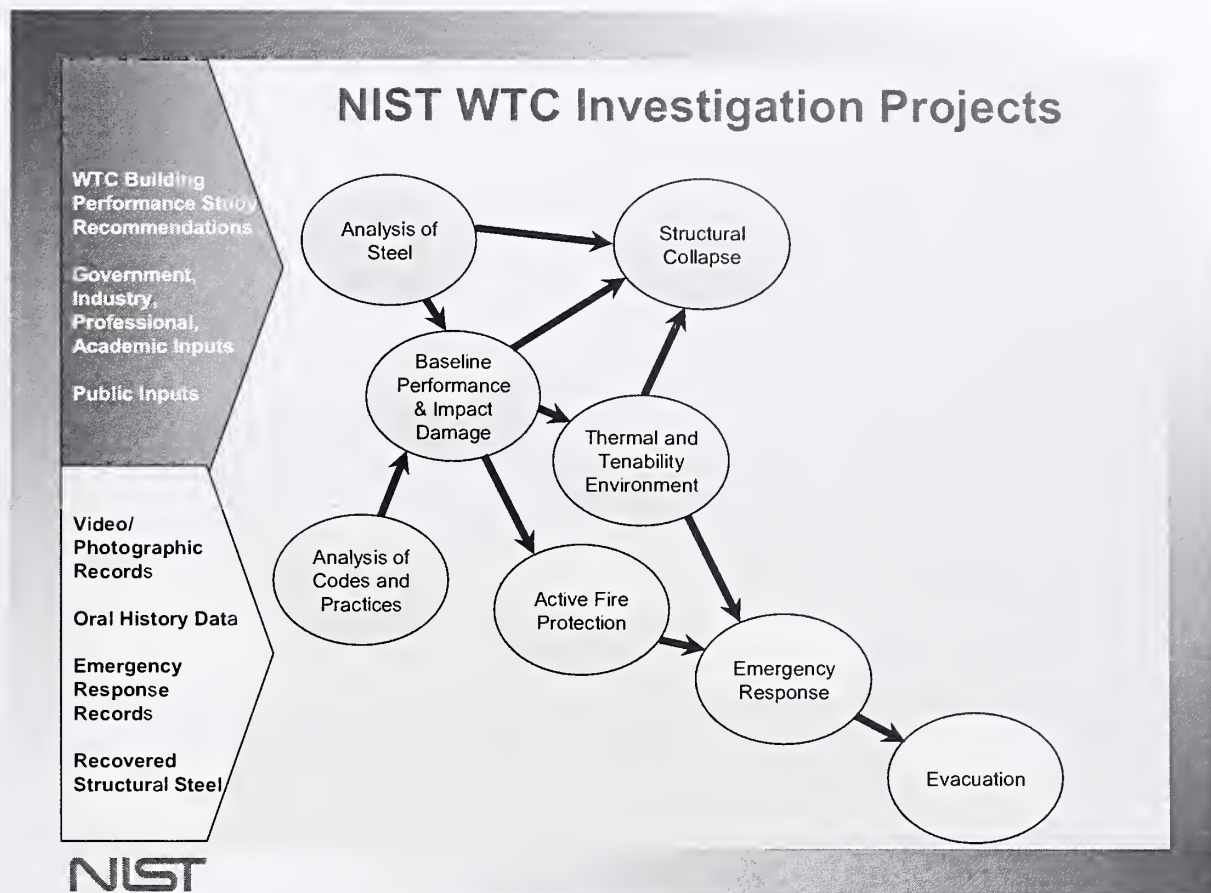 NIST WTC Investigation Projects
WTC Building
Performance Study
Recommendations
Government,
Industry,
Professional,
Academic Inputs
Public Inputs
Video/
Photographic
Records
Oral History Data
Emergency
Response
Records
Recovered
Structural Steel
Analysis of
Steel
Structural
Collapse
Baseline
Performance
& Impact
Damage
Thermal and
Tenability
Environment
Analysis of
Codes and
Practices
Active Fire
Protection
Emergency
Response
Evacuation
NIST